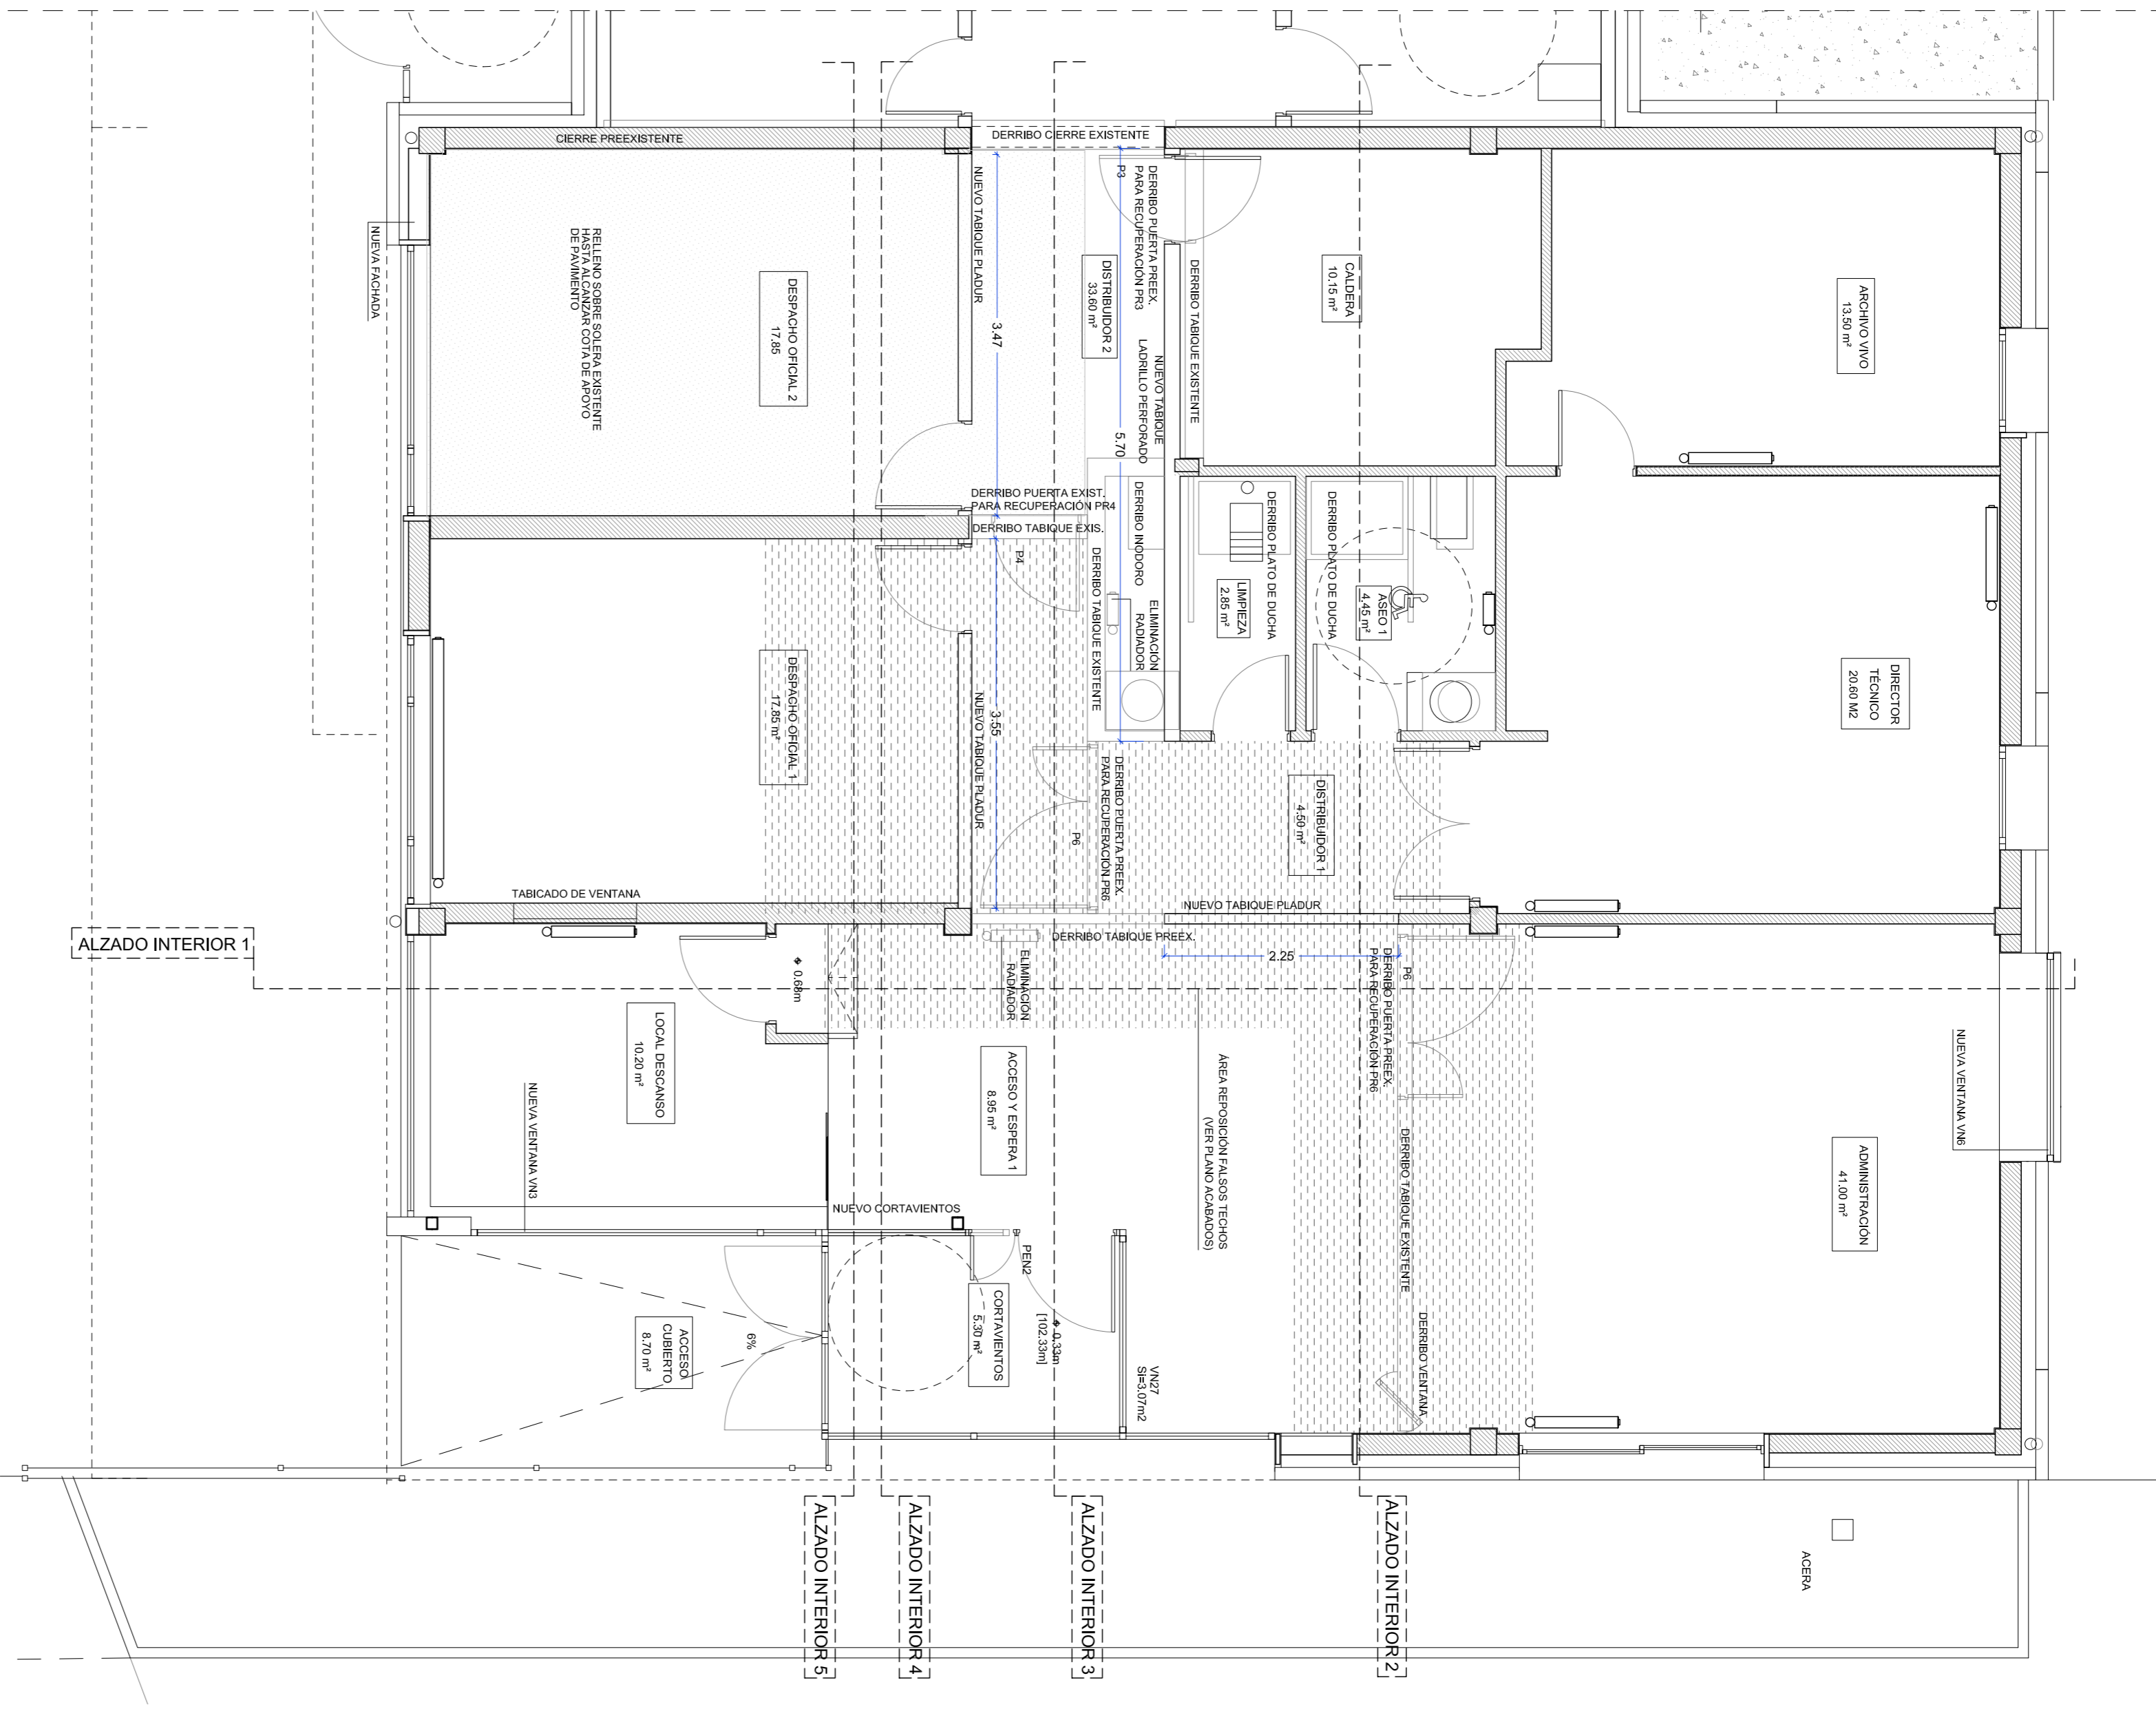 CIERRE PREEXISTENTE
DERRIBO CIERRE EXISTENTE
NUEVA FACHADA
RELLENO SOBRE SOLERA EXISTENTE
HASTA ALCANZAR COTA DE APOYO
DE PAVIMENTO
DESPACHO OFICIAL 2
17.85
NUEVO TABIQUE PLADUR
3.47
DISTRIBUIDOR 2
33.60 m²
P3
DERRIBO PUERTA PREEX.
PARA RECUPERACIÓN PR3
5.70
NUEVO TABIQUE
LADRILLO PERFORADO
DERRIBO TABIQUE EXISTENTE
CALDERA
10.15 m²
ARCHIVO VIVO
13.50 m²
DERRIBO PUERTA EXIST.
PARA RECUPERACIÓN PR4
DERRIBO TABIQUE EXIS.
P4
DERRIBO INODORO
DERRIBO TABIQUE EXISTENTE
ELIMINACIÓN
RADIADOR
LIMPIEZA
2.85 m²
DERRIBO PLATO DE DUCHA
DERRIBO PLATO DE DUCHA
ASEO 1
4.45 m²
DIRECTOR
TÉCNICO
20.60 M2
DESPACHO OFICIAL 1
17.85 m²
NUEVO TABIQUE PLADUR
3.55
P6
DERRIBO PUERTA PREEX.
PARA RECUPERACIÓN PR6
DISTRIBUIDOR 1
4.50 m²
TABICADO DE VENTANA
NUEVO TABIQUE PLADUR
DERRIBO TABIQUE PREEX.
2.25
ALZADO INTERIOR 1
0.68m
ELIMINACIÓN
RADIADOR
P6
DERRIBO PUERTA PREEX.
PARA RECUPERACIÓN PR6
LOCAL DESCANSO
10.20 m²
ACCESO Y ESPERA 1
8.95 m²
ÁREA REPOSICIÓN FALSOS TECHOS
(VER PLANO ACABADOS)
NUEVA VENTANA VN6
NUEVA VENTANA VN3
DERRIBO TABIQUE EXISTENTE
ADMINISTRACIÓN
41.00 m²
NUEVO CORTAVIENTOS
PEN2
CORTAVIENTOS
5.30 m²
0.33m
[102.33m]
VN27
Si=3.07m2
DERRIBO VENTANA
ACCESO
CUBIERTO
8.70 m²
6%
ALZADO INTERIOR 5
ALZADO INTERIOR 4
ALZADO INTERIOR 3
ALZADO INTERIOR 2
ACERA